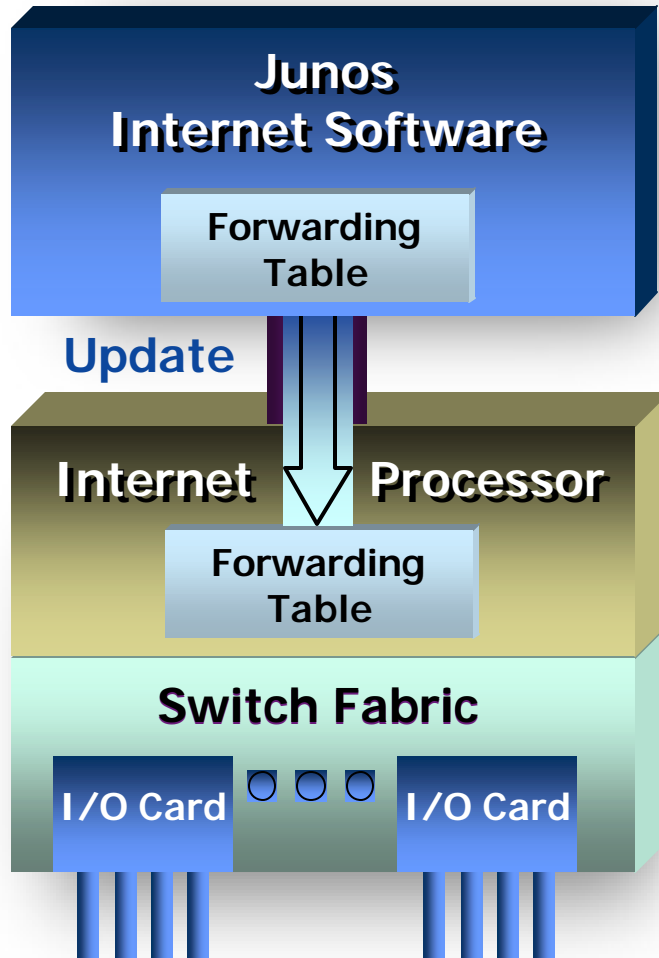 Junos
Internet Software
Forwarding
Table
Update
Internet Processor
Forwarding
Table
Switch Fabric
I/O Card
I/O Card